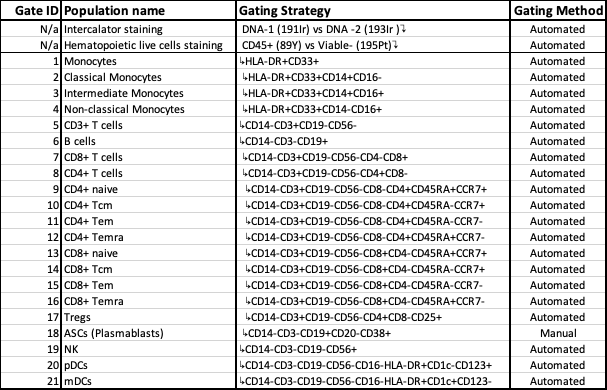 Gate ID Population name Gating Strategy Gating Method
N/a Intercalator staining DNA-1 (191Ir) vs DNA -2 (193Ir )⤵ Automated
N/a Hematopoietic live cells staining CD45+ (89Y) vs Viable- (195Pt)⤵ Automated
1 Monocytes ↳HLA-DR+CD33+ Automated
2 Classical Monocytes ↳HLA-DR+CD33+CD14+CD16- Automated
3 Intermediate Monocytes ↳HLA-DR+CD33+CD14+CD16+ Automated
4 Non-classical Monocytes ↳HLA-DR+CD33+CD14-CD16+ Automated
5 CD3+ T cells ↳CD14-CD3+CD19-CD56- Automated
6 B cells ↳CD14-CD3-CD19+ Automated
7 CD8+ T cells ↳CD14-CD3+CD19-CD56-CD4-CD8+ Automated
8 CD4+ T cells ↳CD14-CD3+CD19-CD56-CD4+CD8- Automated
9 CD4+ naive ↳CD14-CD3+CD19-CD56-CD8-CD4+CD45RA+CCR7+ Automated
10 CD4+ Tcm ↳CD14-CD3+CD19-CD56-CD8-CD4+CD45RA-CCR7+ Automated
11 CD4+ Tem ↳CD14-CD3+CD19-CD56-CD8-CD4+CD45RA-CCR7- Automated
12 CD4+ Temra ↳CD14-CD3+CD19-CD56-CD8-CD4+CD45RA+CCR7- Automated
13 CD8+ naive ↳CD14-CD3+CD19-CD56-CD8+CD4-CD45RA+CCR7+ Automated
14 CD8+ Tcm ↳CD14-CD3+CD19-CD56-CD8+CD4-CD45RA-CCR7+ Automated
15 CD8+ Tem ↳CD14-CD3+CD19-CD56-CD8+CD4-CD45RA-CCR7- Automated
16 CD8+ Temra ↳CD14-CD3+CD19-CD56-CD8+CD4-CD45RA+CCR7- Automated
17 Tregs ↳CD14-CD3+CD19-CD56-CD4+CD8-CD25+ Automated
18 ASCs (Plasmablasts) ↳CD14-CD3-CD19+CD20-CD38+ Manual
19 NK ↳CD14-CD3-CD19-CD56+ Automated
20 pDCs ↳CD14-CD3-CD19-CD56-CD16-HLA-DR+CD1c-CD123+ Automated
21 mDCs ↳CD14-CD3-CD19-CD56-CD16-HLA-DR+CD1c+CD123- Automated